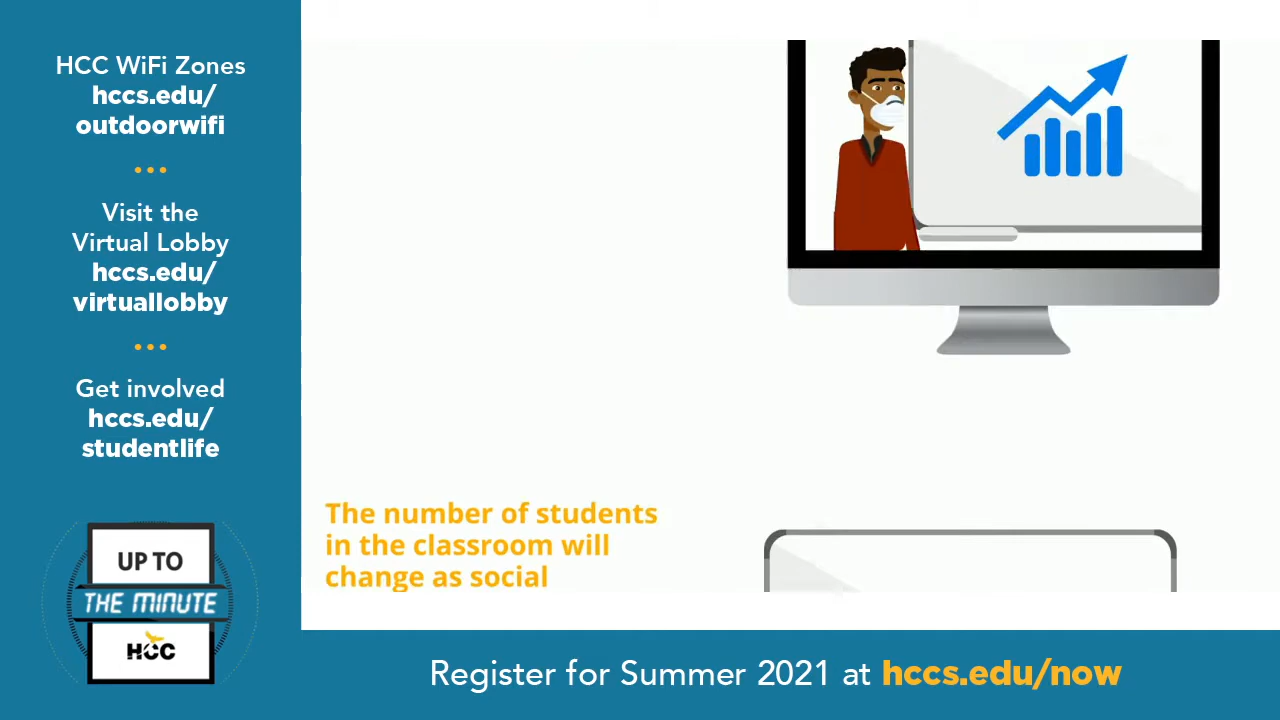 HCC WiFi Zones
hccs.edu/
outdoorwifi
Visit the
Virtual Lobby
hccs.edu/
virtuallobby
Get involved
hccs.edu/
studentlife
UP TO
THE MINUTE
HCC
The number of students
in the classroom will
change as social
Register for Summer 2021 at hccs.edu/now